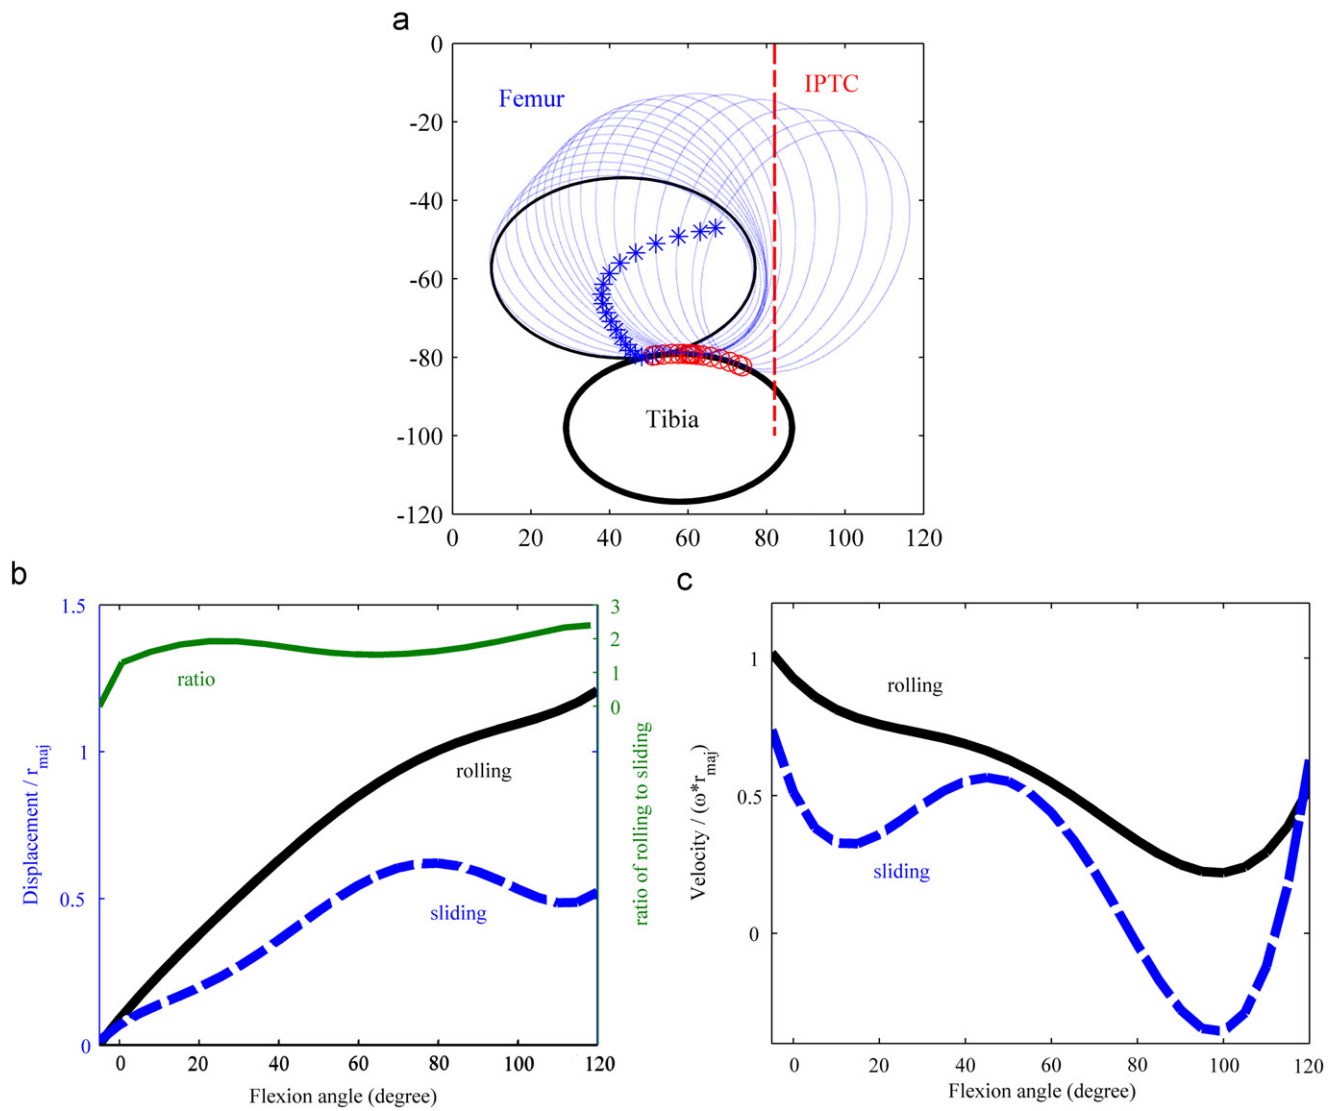 a
0
-20
-40
-60
-80
-100
-120
0 20 40 60 80 100 120
Femur
IPTC
Tibia
b
1.5
1
0.5
0
Displacement / r_maj
3
2
1
0
ratio of rolling to sliding
ratio
rolling
sliding
0 20 40 60 80 100 120
Flexion angle (degree)
c
1
0.5
0
Velocity / (ω*r_maj)
rolling
sliding
0 20 40 60 80 100 120
Flexion angle (degree)